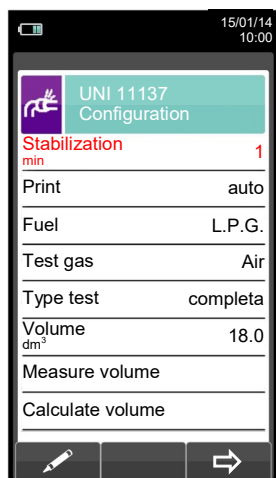 15/01/14
10:00
UNI 11137
Configuration
Stabilization
min
1
Print auto
Fuel L.P.G.
Test gas Air
Type test completa
Volume
dm³
18.0
Measure volume
Calculate volume